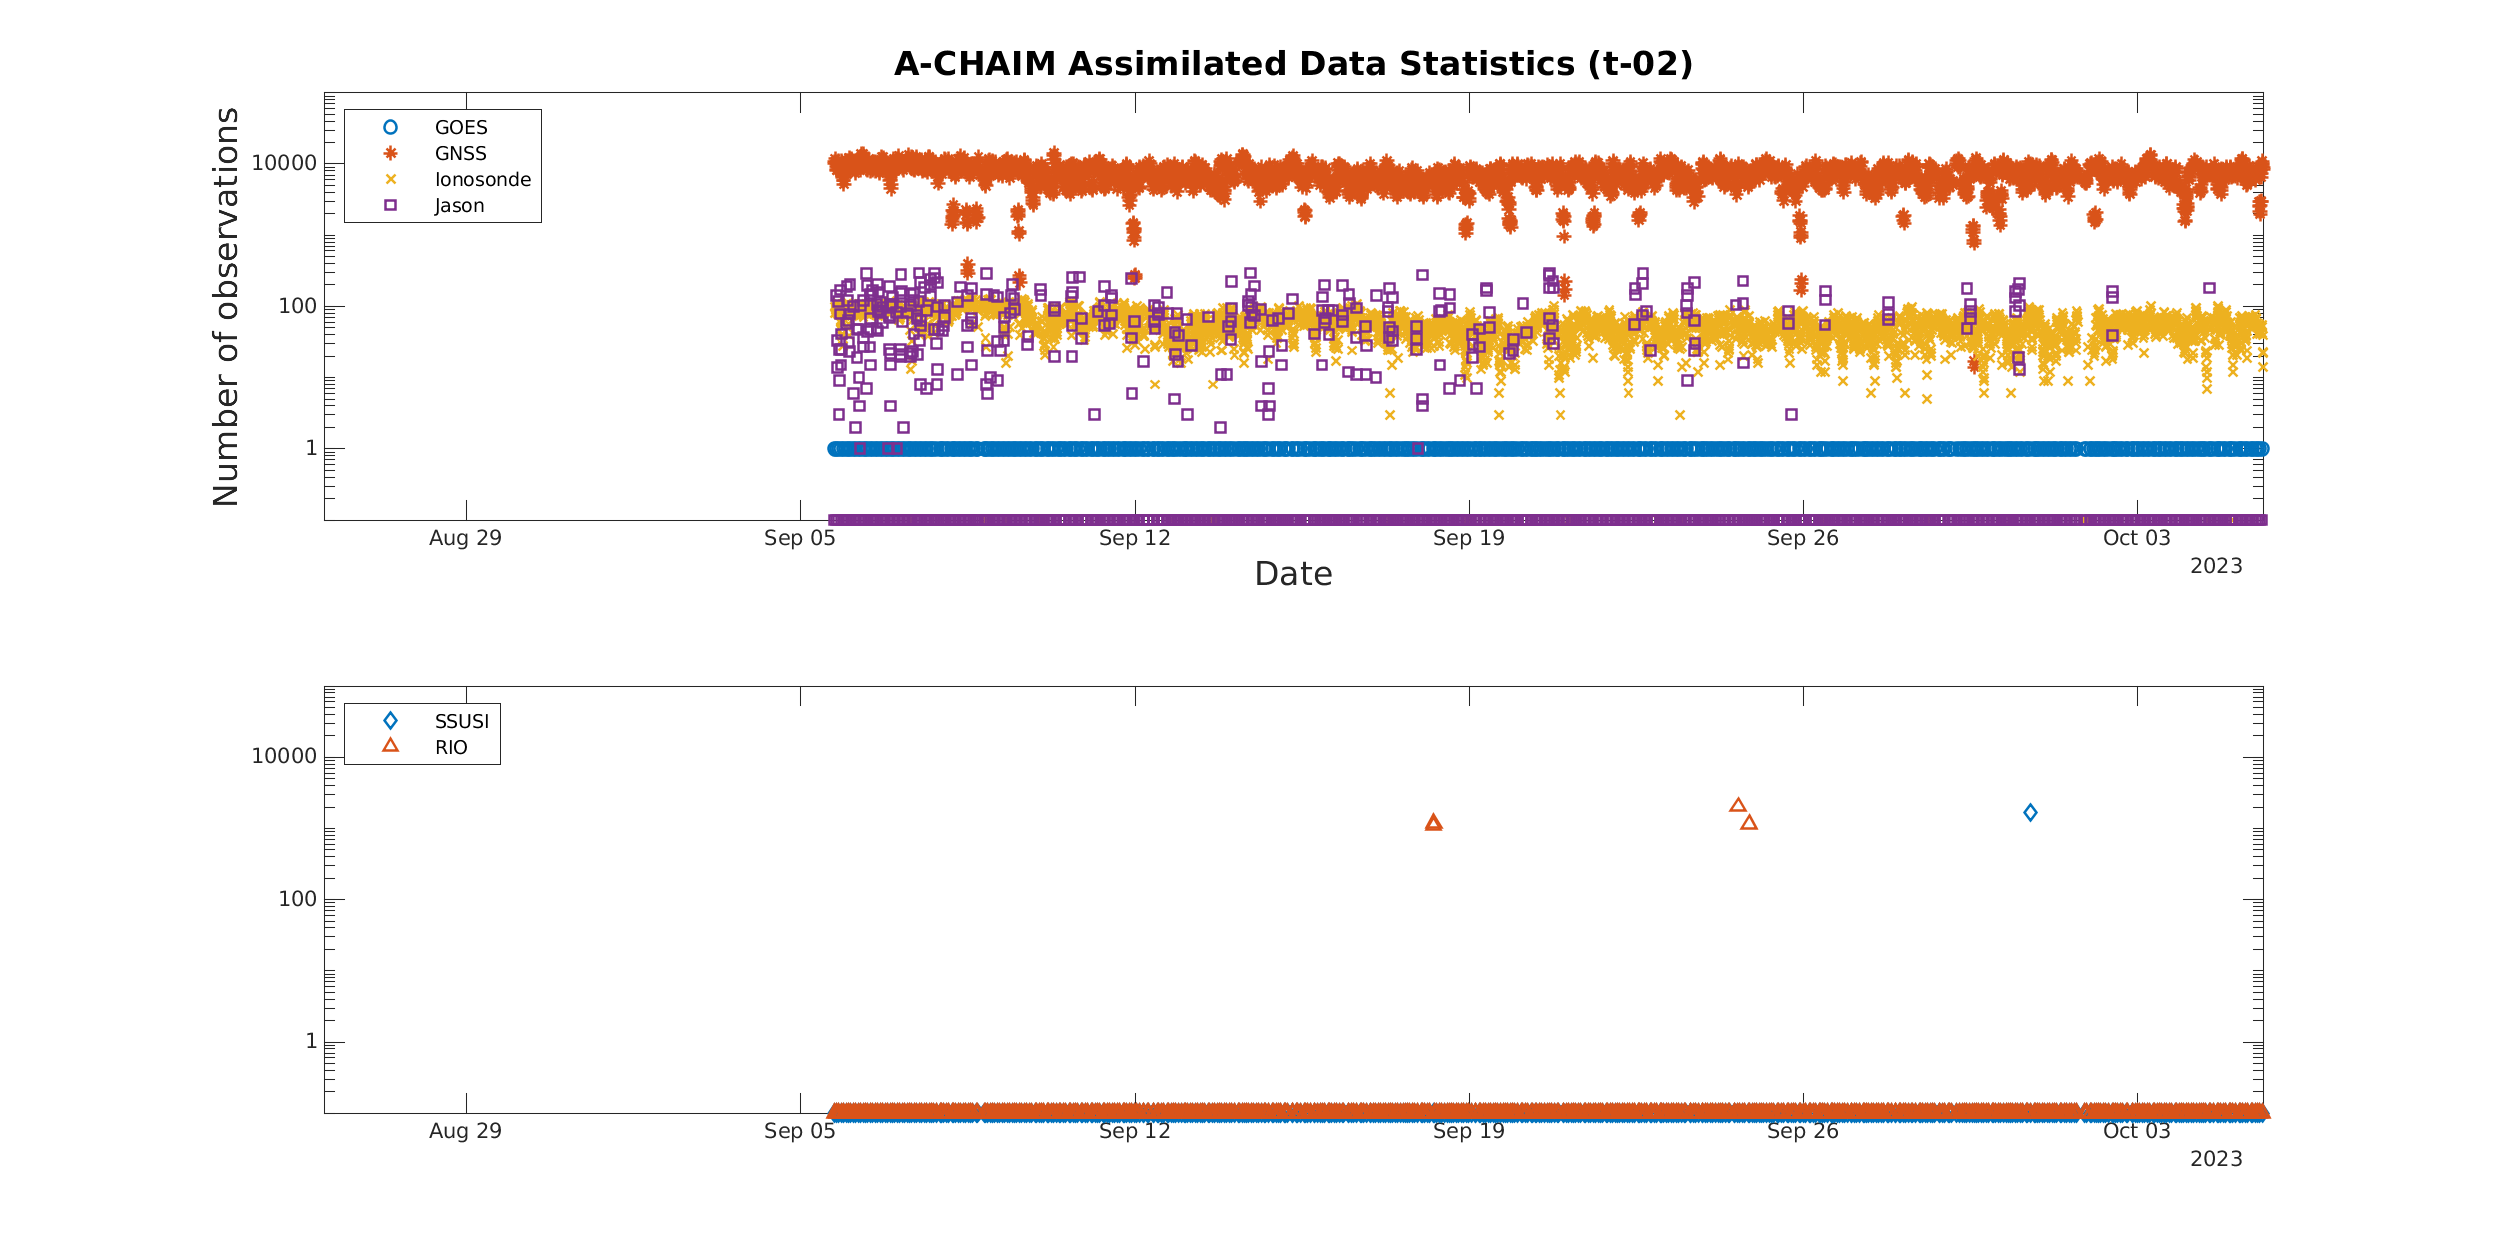 A-CHAIM Assimilated Data Statistics (t-02)
Number of observations
10000
100
1
GOES
GNSS
Ionosonde
Jason
Aug 29
Sep 05
Sep 12
Sep 19
Sep 26
Oct 03
2023
Date
10000
100
1
SSUSI
RIO
Aug 29
Sep 05
Sep 12
Sep 19
Sep 26
Oct 03
2023